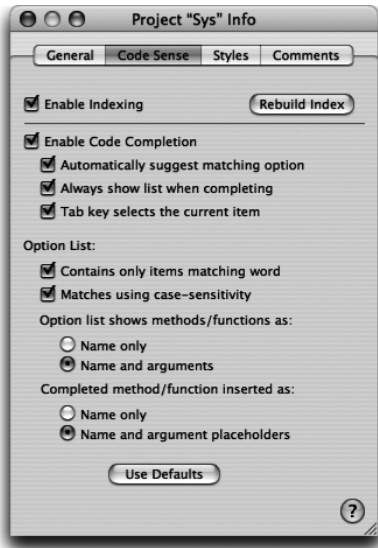 Project “Sys” Info
General Code Sense Styles Comments
Enable Indexing Rebuild Index
Enable Code Completion
Automatically suggest matching option
Always show list when completing
Tab key selects the current item
Option List:
Contains only items matching word
Matches using case-sensitivity
Option list shows methods/functions as:
Name only
Name and arguments
Completed method/function inserted as:
Name only
Name and argument placeholders
Use Defaults
?